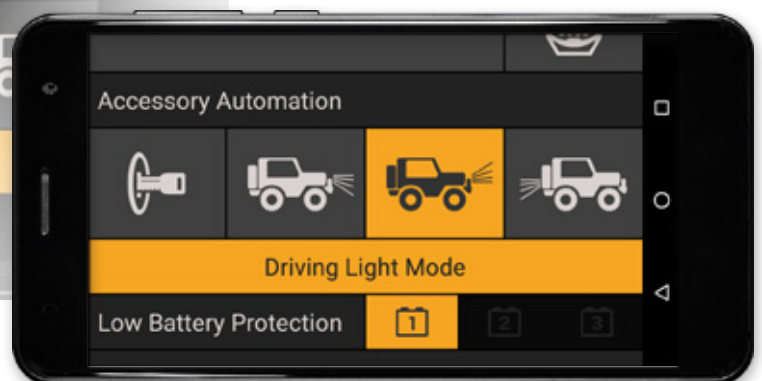 Accessory Automation
Driving Light Mode
Low Battery Protection 1 2 3